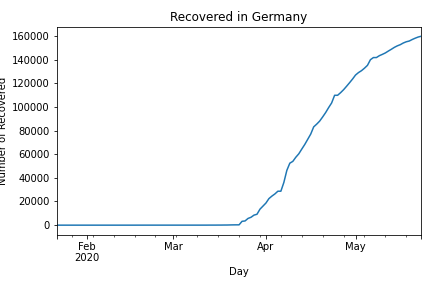 Recovered in Germany
160000
140000
120000
100000
80000
60000
40000
20000
0
Number of Recovered
Feb
2020
Mar
Apr
May
Day